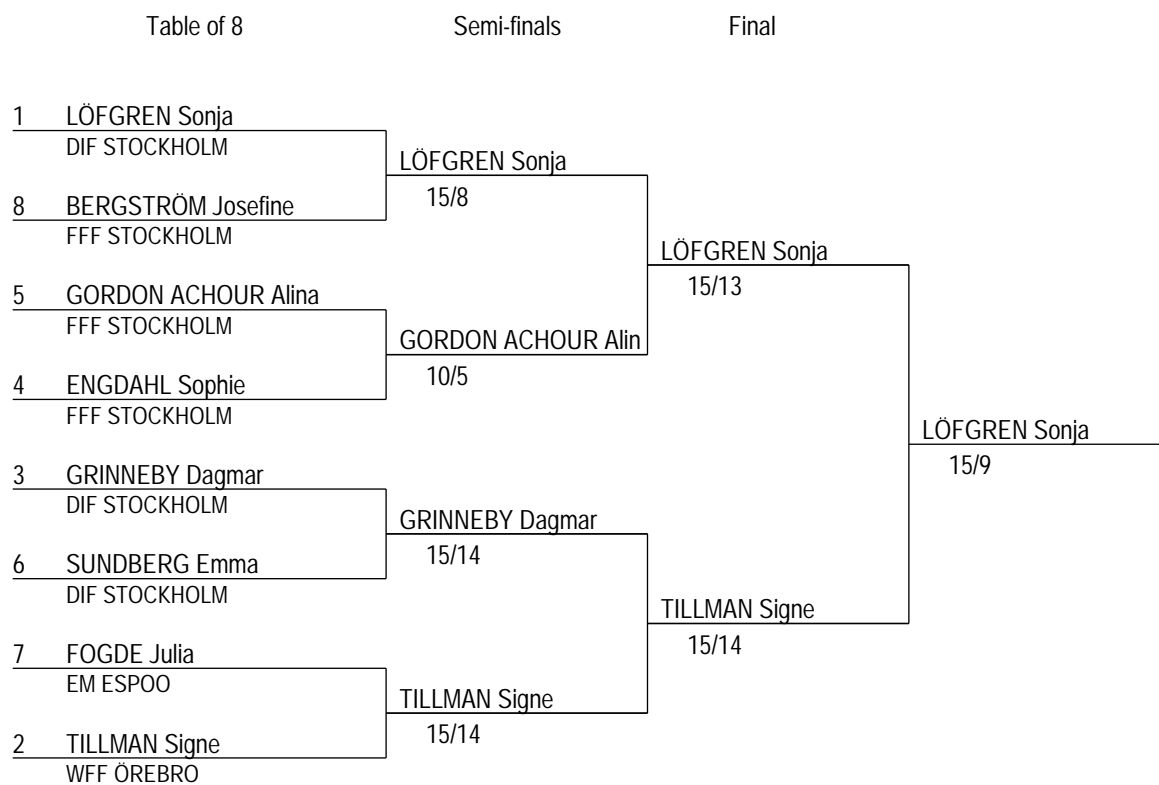 Table of 8 Semi-finals Final
1 LÖFGREN Sonja
DIF STOCKHOLM
LÖFGREN Sonja
15/8
8 BERGSTRÖM Josefine
FFF STOCKHOLM
LÖFGREN Sonja
15/13
5 GORDON ACHOUR Alina
FFF STOCKHOLM
GORDON ACHOUR Alin
10/5
4 ENGDAHL Sophie
FFF STOCKHOLM
LÖFGREN Sonja
15/9
3 GRINNEBY Dagmar
DIF STOCKHOLM
GRINNEBY Dagmar
15/14
6 SUNDBERG Emma
DIF STOCKHOLM
TILLMAN Signe
15/14
7 FOGDE Julia
EM ESPOO
TILLMAN Signe
15/14
2 TILLMAN Signe
WFF ÖREBRO